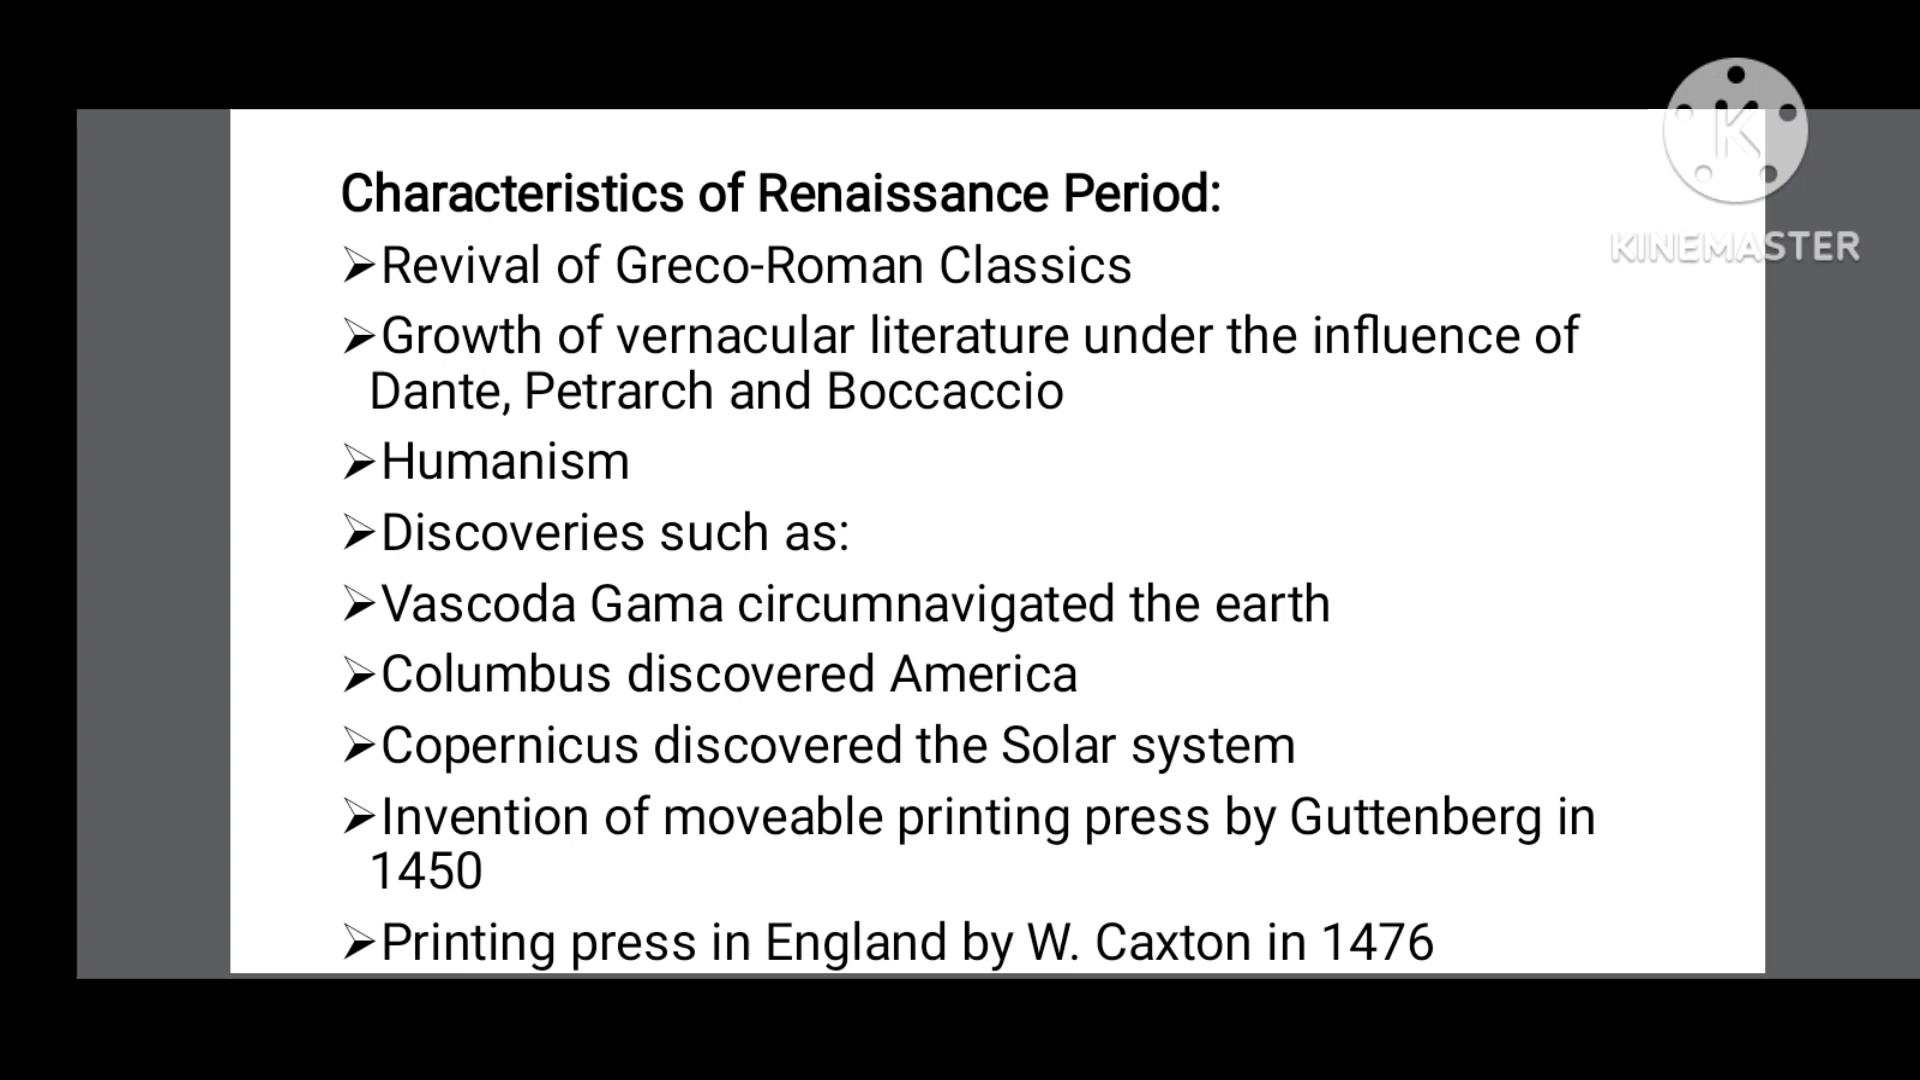 Characteristics of Renaissance Period:
➢Revival of Greco-Roman Classics
➢Growth of vernacular literature under the influence of
Dante, Petrarch and Boccaccio
➢Humanism
➢Discoveries such as:
➢Vascoda Gama circumnavigated the earth
➢Columbus discovered America
➢Copernicus discovered the Solar system
➢Invention of moveable printing press by Guttenberg in
1450
➢Printing press in England by W. Caxton in 1476
K
KINEMASTER